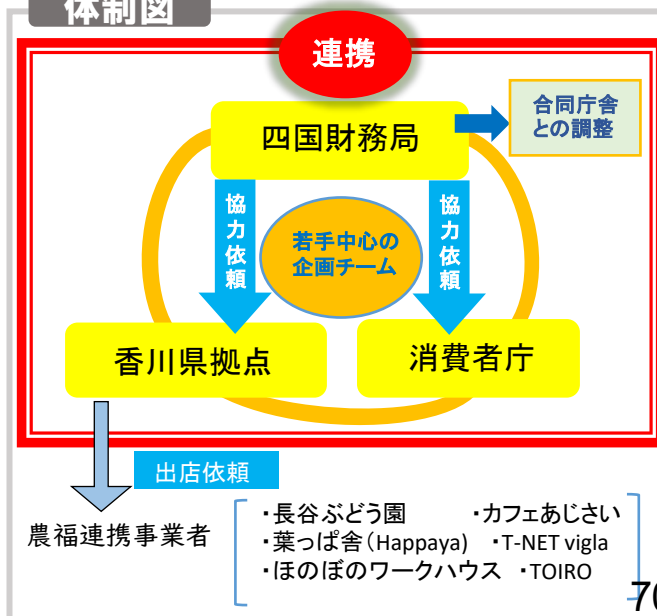 体制図
連携
四国財務局
合同庁舎
との調整
協力依頼
協力依頼
若手中心の
企画チーム
香川県拠点
消費者庁
出店依頼
農福連携事業者
・長谷ぶどう園 ・カフェあじさい
・葉っぱ舎(Happaya) ・T-NET vigla
・ほのぼのワークハウス ・TOIRO